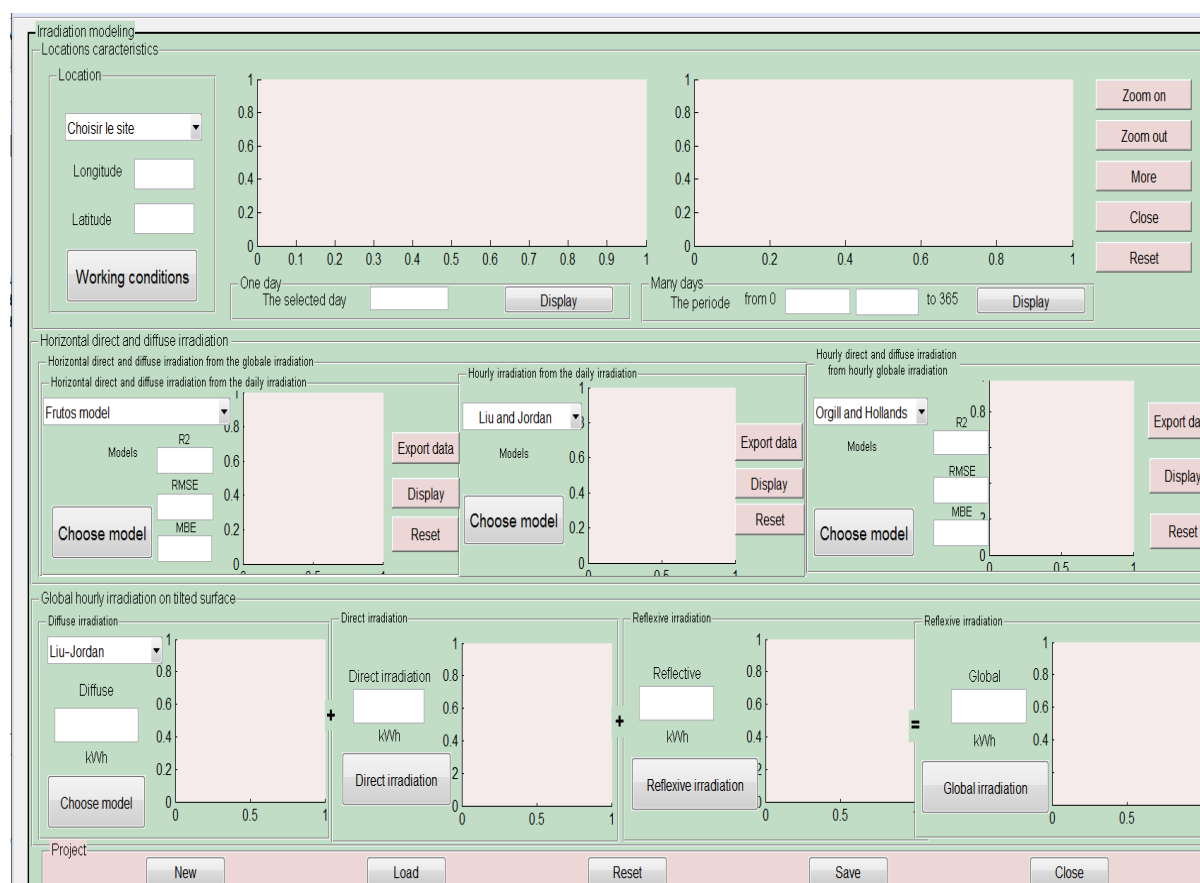 Irradiation modeling
Locations caracteristics
Location
Choisir le site
Longitude
Latitude
Working conditions
1
0.8
0.6
0.4
0.2
0
0 0.1 0.2 0.3 0.4 0.5 0.6 0.7 0.8 0.9 1
1
0.8
0.6
0.4
0.2
0
0 0.2 0.4 0.6 0.8 1
Zoom on
Zoom out
More
Close
Reset
One day
The selected day
Display
Many days
The periode from 0 to 365
Display
Horizontal direct and diffuse irradiation
Horizontal direct and diffuse irradiation from the globale irradiation
Horizontal direct and diffuse irradiation from the daily irradiation
Frutos model
Models
R2
RMSE
MBE
Choose model
1
0.8
0.6
0.4
0.2
0
0.5
Export data
Display
Reset
Hourly irradiation from the daily irradiation
Liu and Jordan
Models
Choose model
1
0.6
0.4
0.2
0
0 0.5 1
Export data
Display
Reset
Hourly direct and diffuse irradiation
from hourly globale irradiation
Orgill and Hollands
Models
R2
RMSE
MBE
Choose model
0.8
0
0 0.5 1
Export da
Display
Reset
Global hourly irradiation on tilted surface
Diffuse irradiation
Liu-Jordan
Diffuse
kWh
Choose model
1
0.8
0.6
0.4
0.2
0
0 0.5 1
+
Direct irradiation
Direct irradiation
kWh
Direct irradiation
1
0.8
0.6
0.4
2
0
0 0.5 1
+
Reflexive irradiation
Reflective
kWh
Reflexive irradiation
1
0.8
0.6
0.4
0
0 0.5
=
Reflexive irradiation
Global
kWh
Global irradiation
1
0.8
0.6
0.4
0 0.5
Project
New
Load
Reset
Save
Close